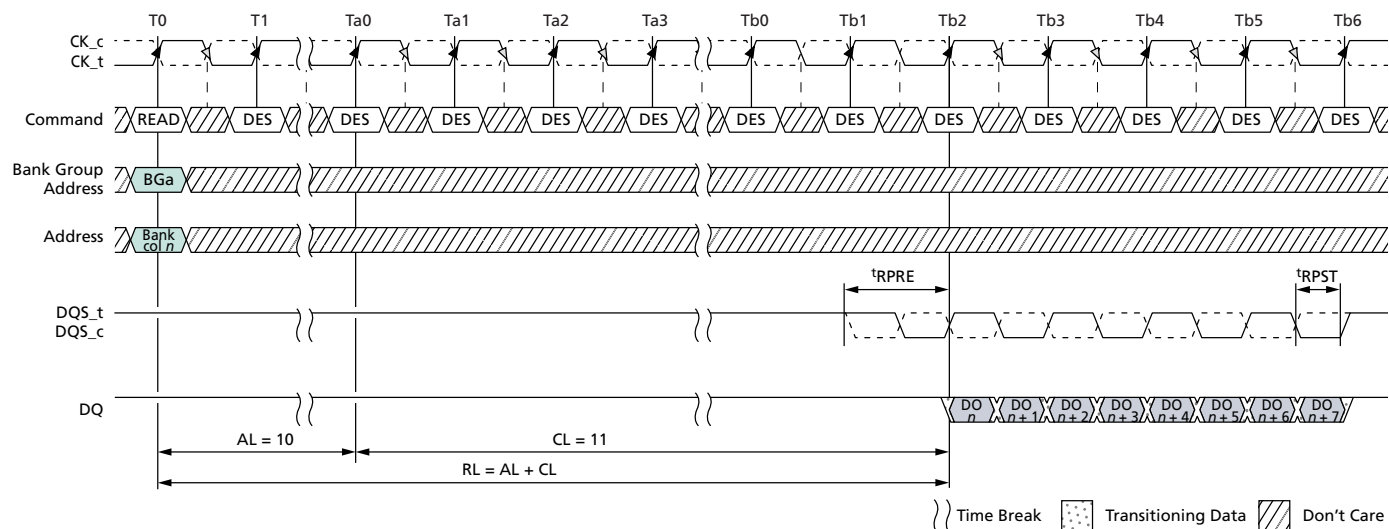 T0 T1 Ta0 Ta1 Ta2 Ta3 Tb0 Tb1 Tb2 Tb3 Tb4 Tb5 Tb6
CK_c
CK_t
Command READ DES DES DES DES DES DES DES DES DES DES DES DES
Bank Group
Address
BGa
Address
Bank
col n
tRPRE
tRPST
DQS_t
DQS_c
DQ
DO n
DO n + 1
DO n + 2
DO n + 3
DO n + 4
DO n + 5
DO n + 6
DO n + 7
AL = 10
CL = 11
RL = AL + CL
Time Break
Transitioning Data
Don't Care